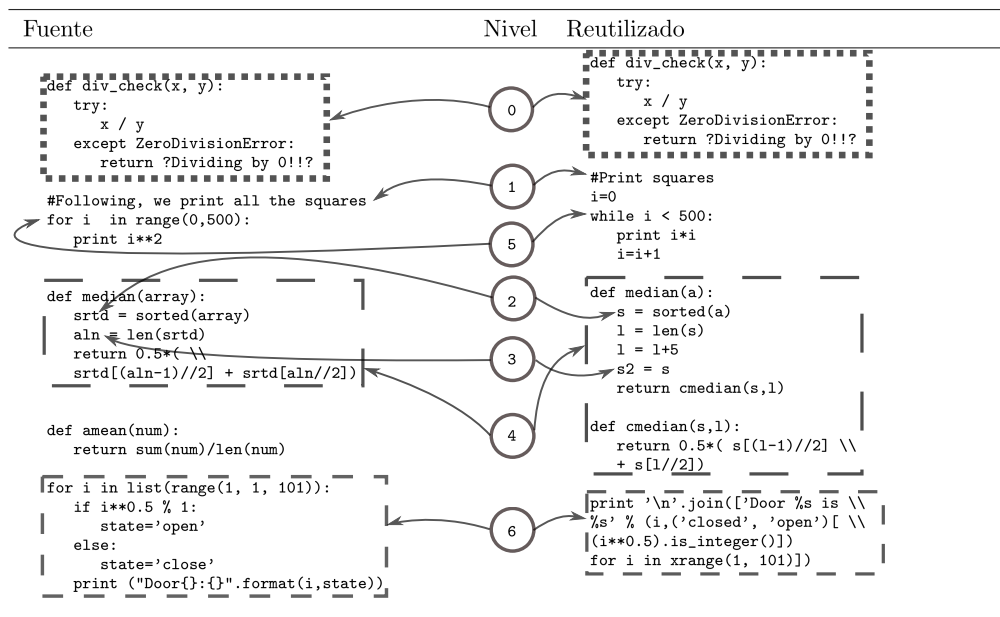 Fuente Nivel Reutilizado
def div_check(x, y):
try:
x / y
except ZeroDivisionError:
return ?Dividing by 0!!?
#Following, we print all the squares
for i in range(0,500):
print i**2
def median(array):
srtd = sorted(array)
aln = len(srtd)
return 0.5*( \\
srtd[(aln-1)//2] + srtd[aln//2])
def amean(num):
return sum(num)/len(num)
for i in list(range(1, 1, 101)):
if i**0.5 % 1:
state='open'
else:
state='close'
print ("Door{}:{}".format(i,state))
0
1
5
2
3
4
6
def div_check(x, y):
try:
x / y
except ZeroDivisionError:
return ?Dividing by 0!!?
#Print squares
i=0
while i < 500:
print i*i
i=i+1
def median(a):
s = sorted(a)
l = len(s)
l = l+5
s2 = s
return cmedian(s,l)
def cmedian(s,l):
return 0.5*( s[(l-1)//2] \\
+ s[l//2])
print '\n'.join(['Door %s is \\
%s' % (i,('closed', 'open')[ \\
(i**0.5).is_integer()])
for i in xrange(1, 101)])